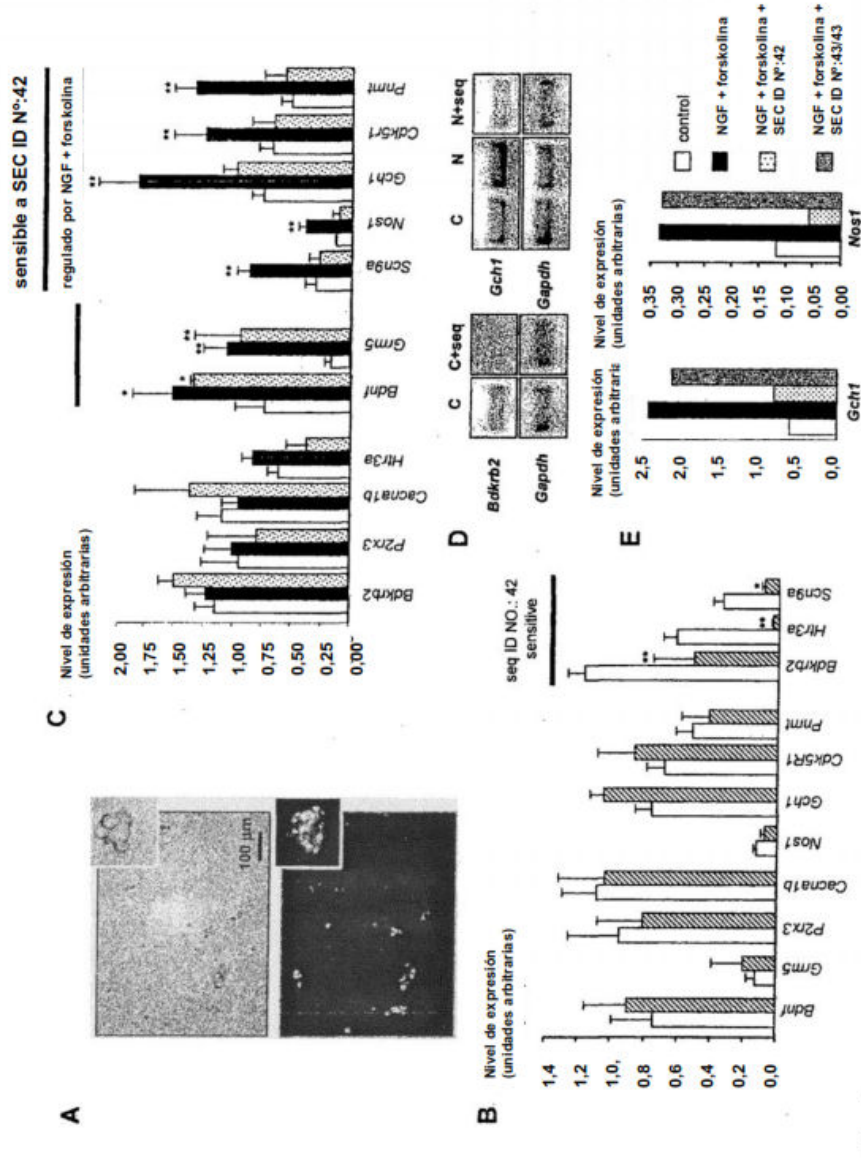 A
100 µm
B
Nivel de expresión
(unidades arbitrarias)
1,4
1,2
1,0,
0,8
0,6
0,4
0,2
0,0
Bdnf
Grm5
P2rx3
Cacna1b
Nos1
Gch1
Cdk5R1
Pnmt
Bdkrb2
Htr3a
Scn9a
seq ID NO.: 42
sensitive
**
**
*
C
Nivel de expresión
(unidades arbitrarias)
2,00
1,75
1,50
1,25
1,00
0,75
0,50
0,25
0,00
Bdkrb2
P2rx3
Cacna1b
Htr3a
Bdnf
Grm5
Scn9a
Nos1
Gch1
Cdk5r1
Pnmt
sensible a SEC ID Nº:42
regulado por NGF + forskolina
*
*
**
**
**
**
**
**
**
D
C
C+seq
Bdkrb2
Gapdh
C
N
N+seq
Gch1
Gapdh
E
Nivel de expresión
(unidades arbitraria
2,5
2,0
1,0
0,5
0,0
Gch1
Nivel de expresión
(unidades arbitrarias)
0,35
0,30
0,25
0,20
0,15
0,10
0,05
0,00
Nos1
control
NGF + forskolina
NGF + forskolina +
SEC ID Nº:42
NGF + forskolina +
SEC ID Nº:43/43